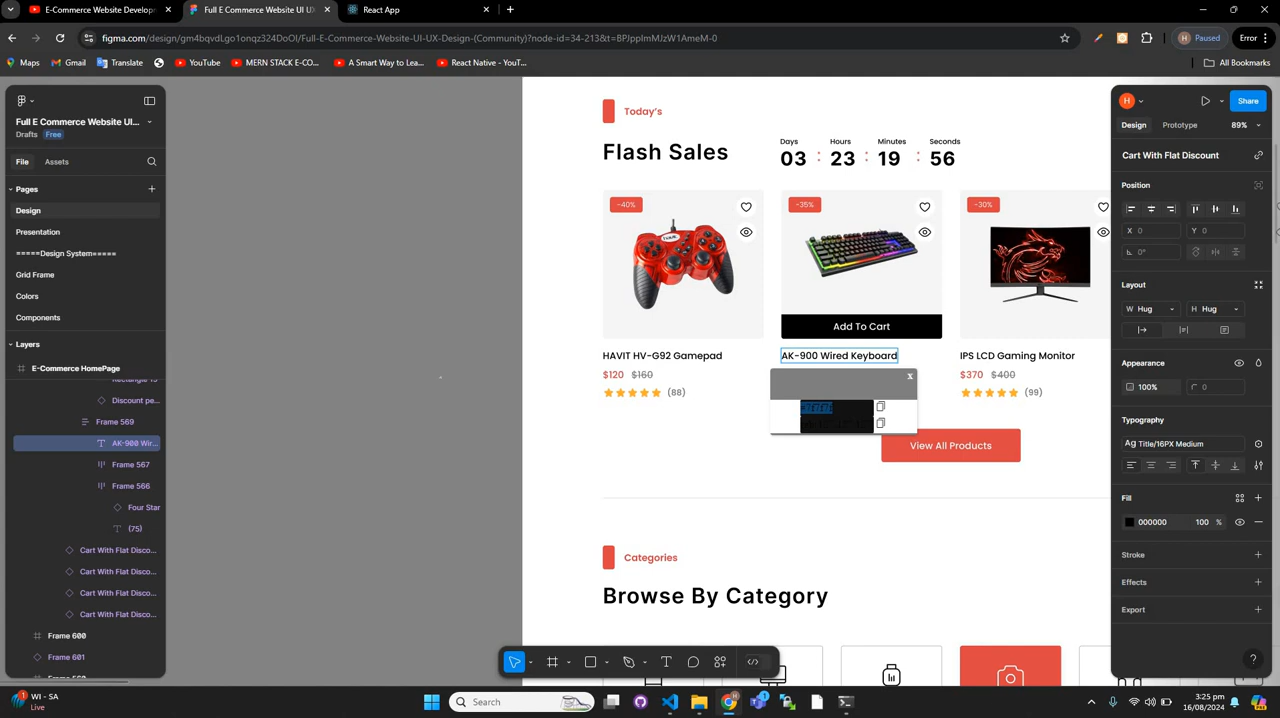 E-Commerce Website Develop
Full E Commerce Website UI
React App
figma.com/design/gm4bqvdLgo1onqz324DoOI/Full-E-Commerce-Website-UI-UX-Design-(Community)?node-id=34-213&t=BPJppImMJzW1AmeM-0
H Paused
Error
Maps
Gmail
Translate
YouTube
MERN STACK E-CO...
A Smart Way to Lea...
React Native - YouT...
All Bookmarks
Full E Commerce Website UI...
Drafts Free
File Assets
Pages
Design
Presentation
=====Design System=====
Grid Frame
Colors
Components
Layers
E-Commerce HomePage
Discount pe...
Frame 569
AK-900 Wir...
Frame 567
Frame 566
Four Star
(75)
Cart With Flat Disco...
Cart With Flat Disco...
Cart With Flat Disco...
Cart With Flat Disco...
Frame 600
Frame 601
Today's
Flash Sales
Days Hours Minutes Seconds
03 : 23 : 19 : 56
-40%
-35%
-30%
Add To Cart
HAVIT HV-G92 Gamepad
$120 $160
(88)
AK-900 Wired Keyboard
x
IPS LCD Gaming Monitor
$370 $400
(99)
View All Products
Categories
Browse By Category
H
Share
Design Prototype 89%
Cart With Flat Discount
Position
X 0 Y 0
0°
Layout
W Hug H Hug
0
Appearance
100% 0
Typography
Ag Title/16PX Medium
Fill
000000 100 %
Stroke
Effects
Export
?
1
WI - SA
Live
Search
3:25 pm
16/08/2024